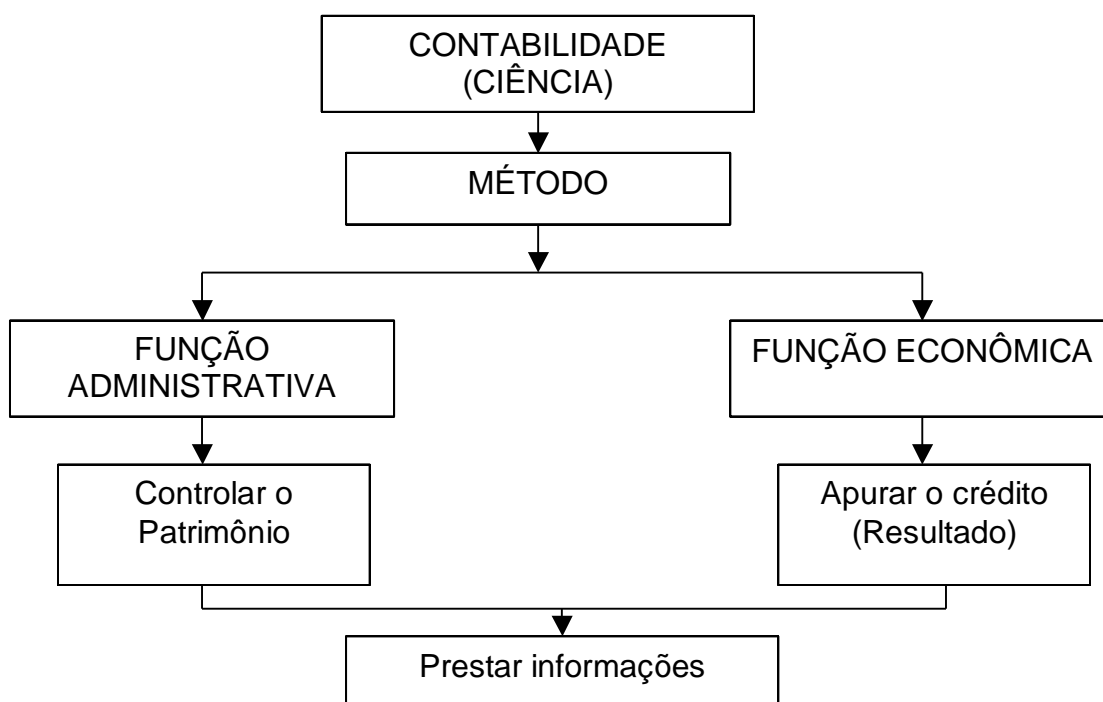 CONTABILIDADE
(CIÊNCIA)
MÉTODO
FUNÇÃO
ADMINISTRATIVA
FUNÇÃO ECONÔMICA
Controlar o
Patrimônio
Apurar o crédito
(Resultado)
Prestar informações